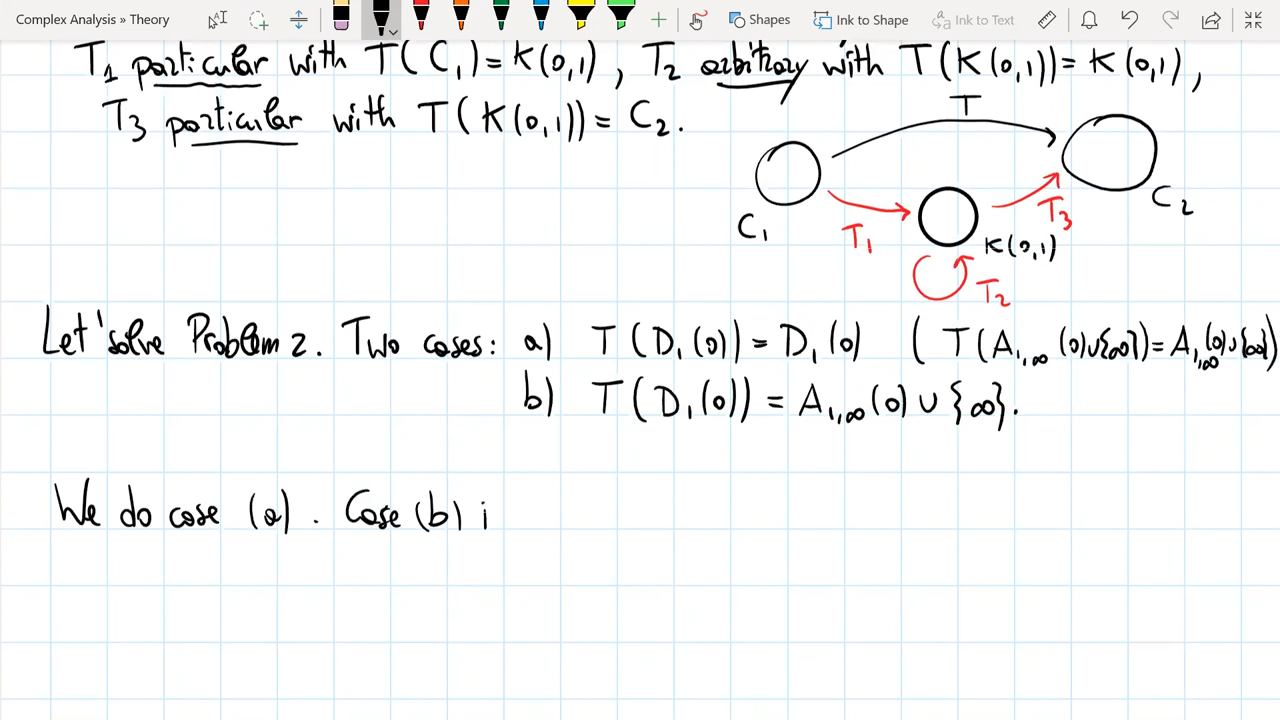 Complex Analysis » Theory
Shapes
Ink to Shape
Ink to Text
T₁ particular with T(C₁)=K(0,1), T₂ arbitrary with T(K(0,1))=K(0,1),
T₃ particular with T(K(0,1))=C₂.
T
C₁
T₁
K(0,1)
T₃
C₂
T₂
Let'solve Problem 2. Two cases: a) T(D₁(0))=D₁(0) (T(A₁,∞(0)∪{∞})=A₁,∞(0)∪{∞})
b) T(D₁(0))=A₁,∞(0)∪{∞}.
We do case (a). Case (b) i